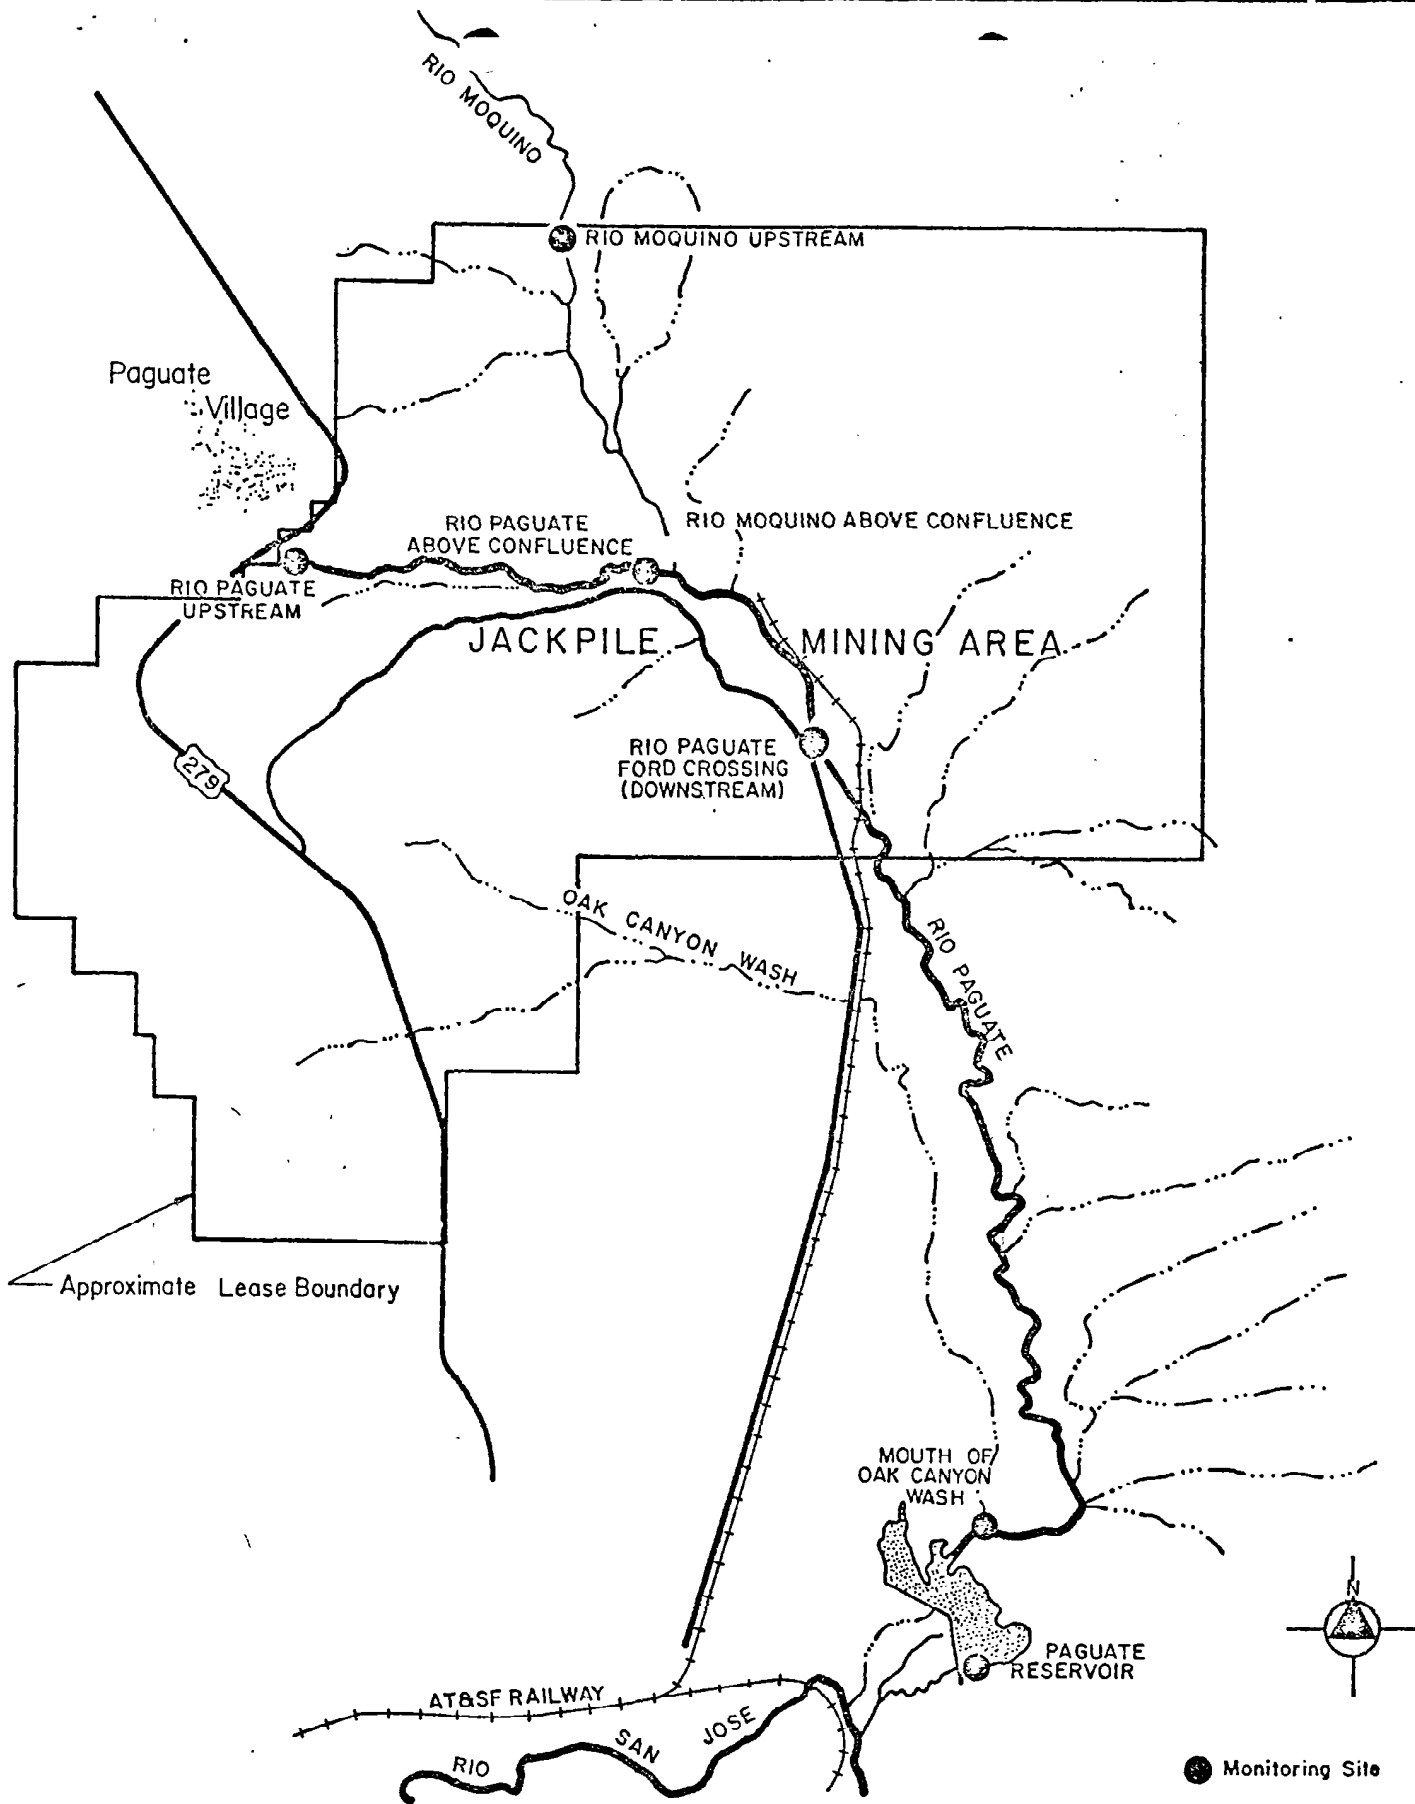 RIO MOQUINO
RIO MOQUINO UPSTREAM
Paguate
Village
RIO PAGUATE
ABOVE CONFLUENCE
RIO MOQUINO ABOVE CONFLUENCE
RIO PAGUATE
UPSTREAM
JACKPILE MINING AREA
279
RIO PAGUATE
FORD CROSSING
(DOWNSTREAM)
OAK CANYON WASH
RIO PAGUATE
Approximate Lease Boundary
MOUTH OF
OAK CANYON
WASH
N
PAGUATE
RESERVOIR
AT&SF RAILWAY
RIO SAN JOSE
Monitoring Site